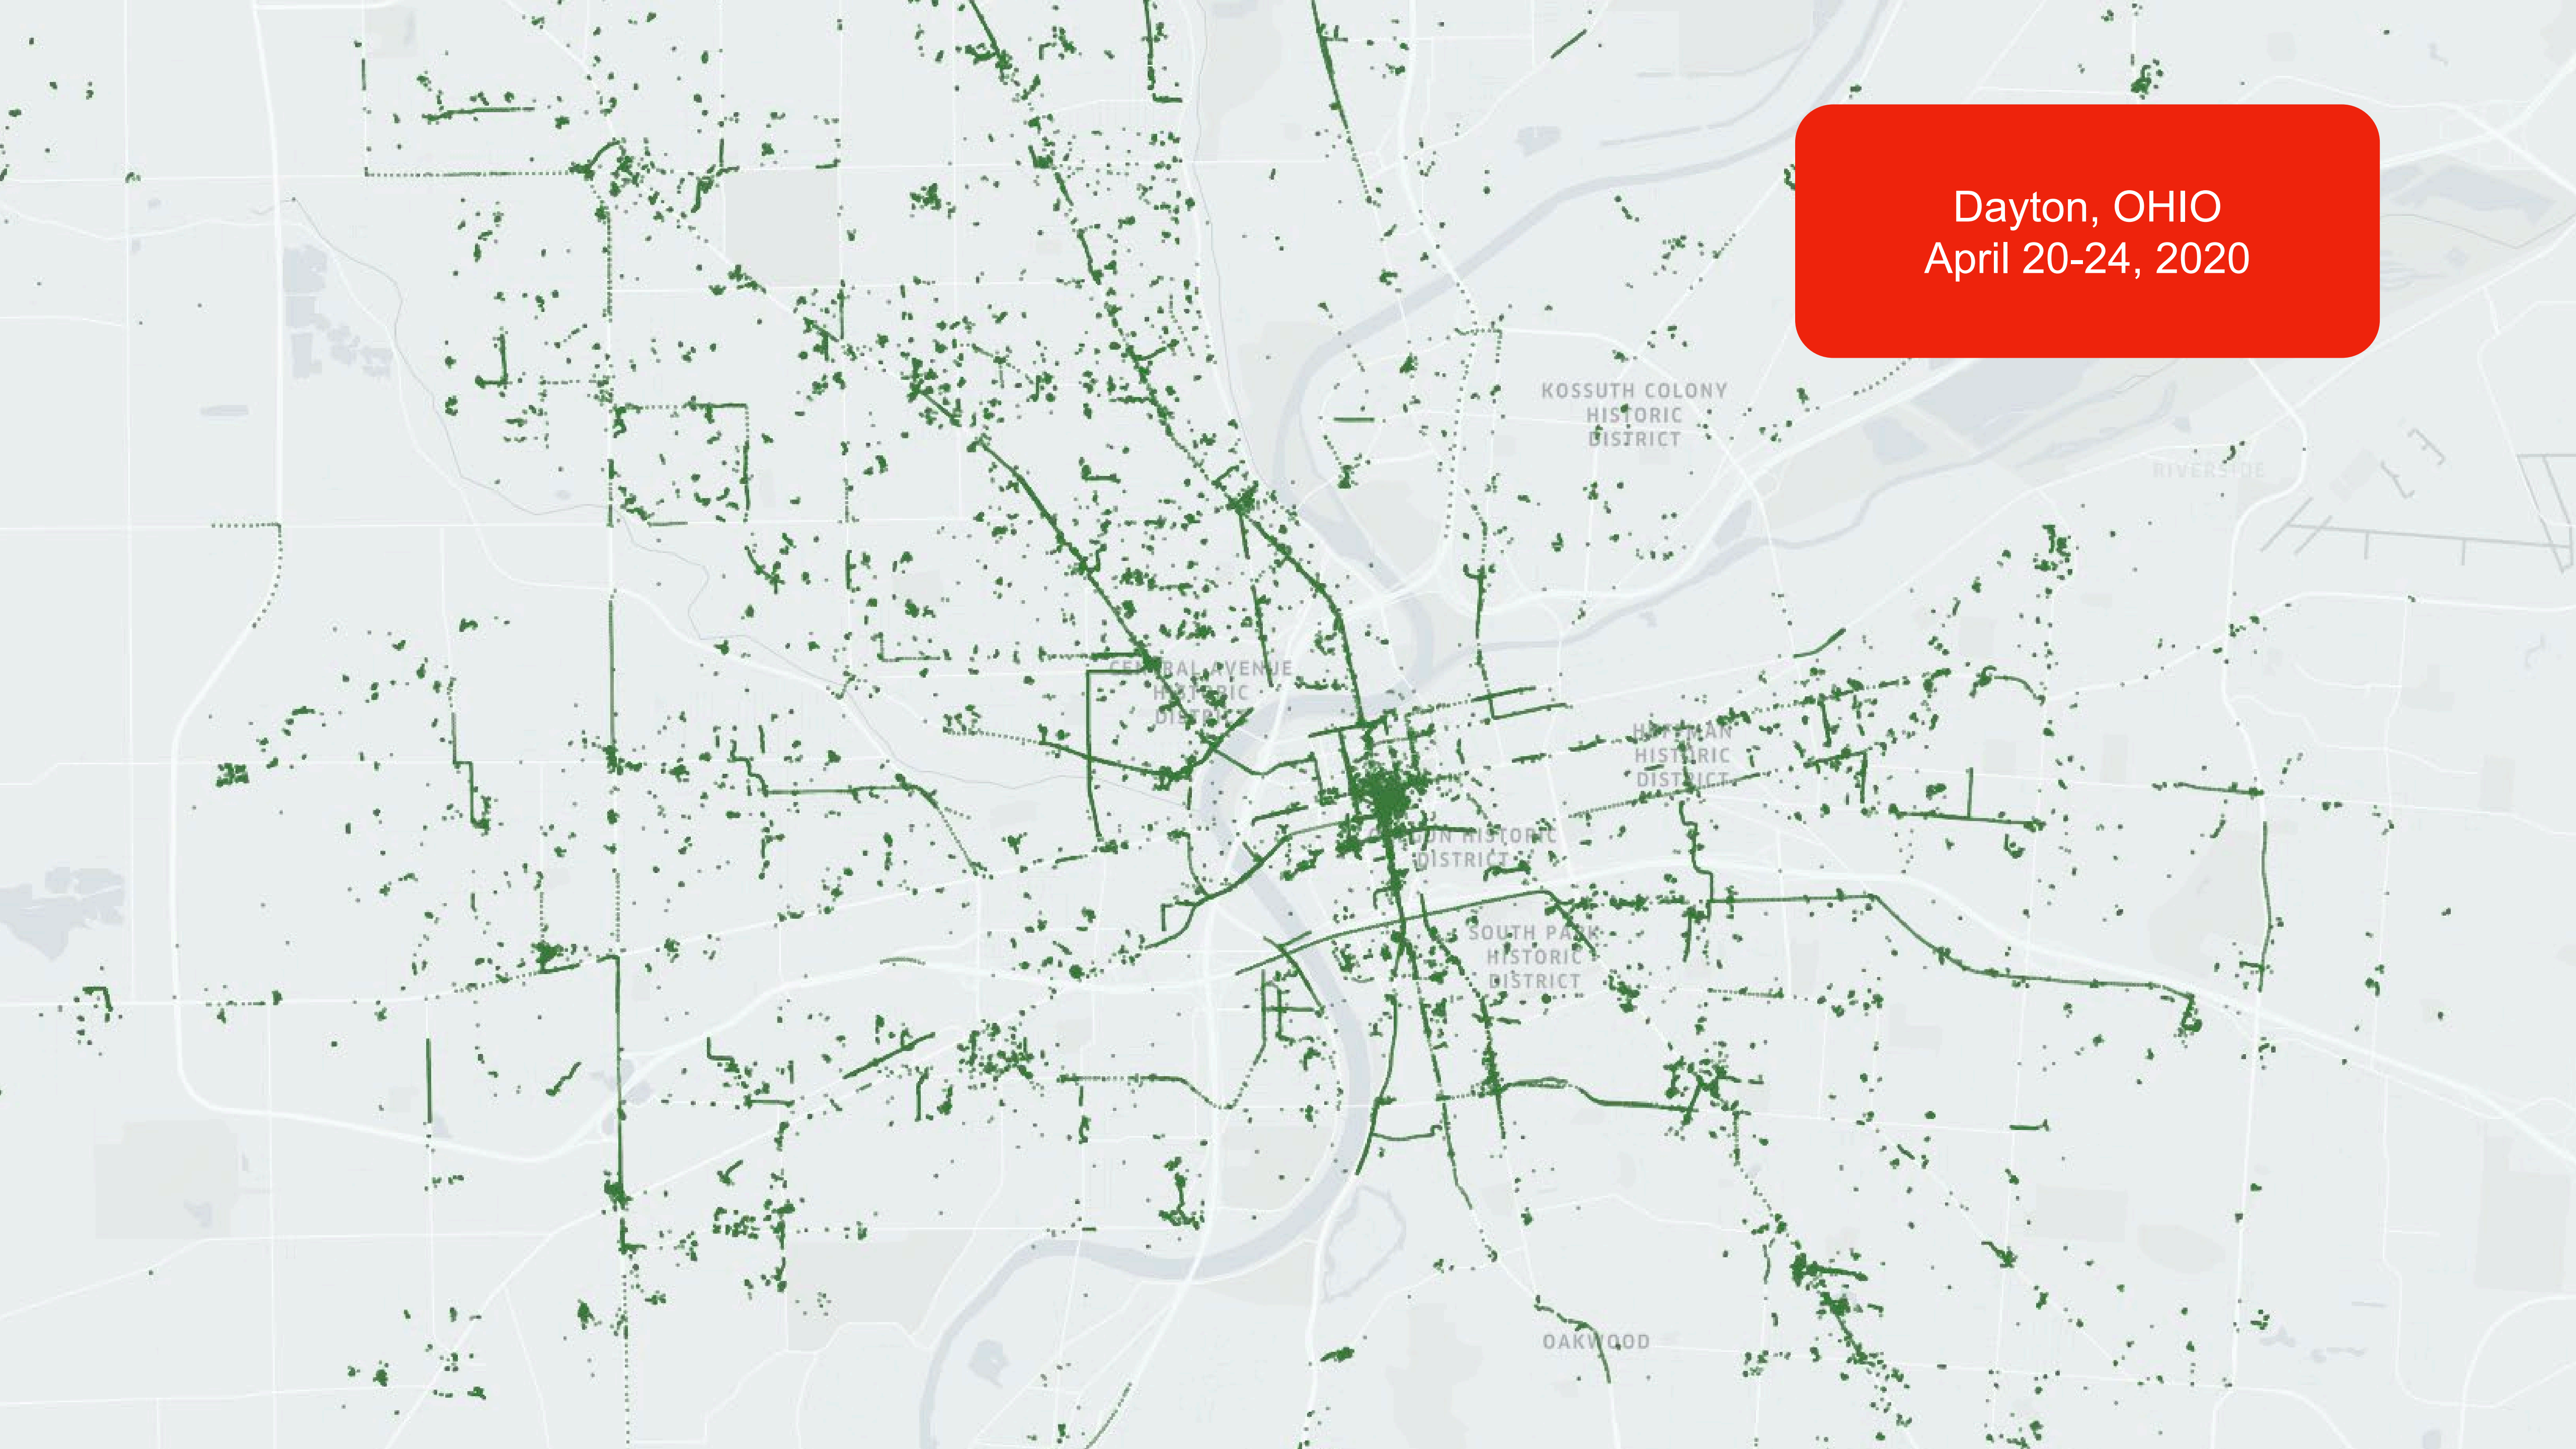 Dayton, OHIO
April 20-24, 2020
KOSSUTH COLONY
HISTORIC
DISTRICT
RIVERSIDE
CENTRAL AVENUE
HISTORIC
DISTRICT
HUFFMAN
HISTORIC
DISTRICT
HISTORIC
DISTRICT
SOUTH PARK
HISTORIC
DISTRICT
OAKWOOD